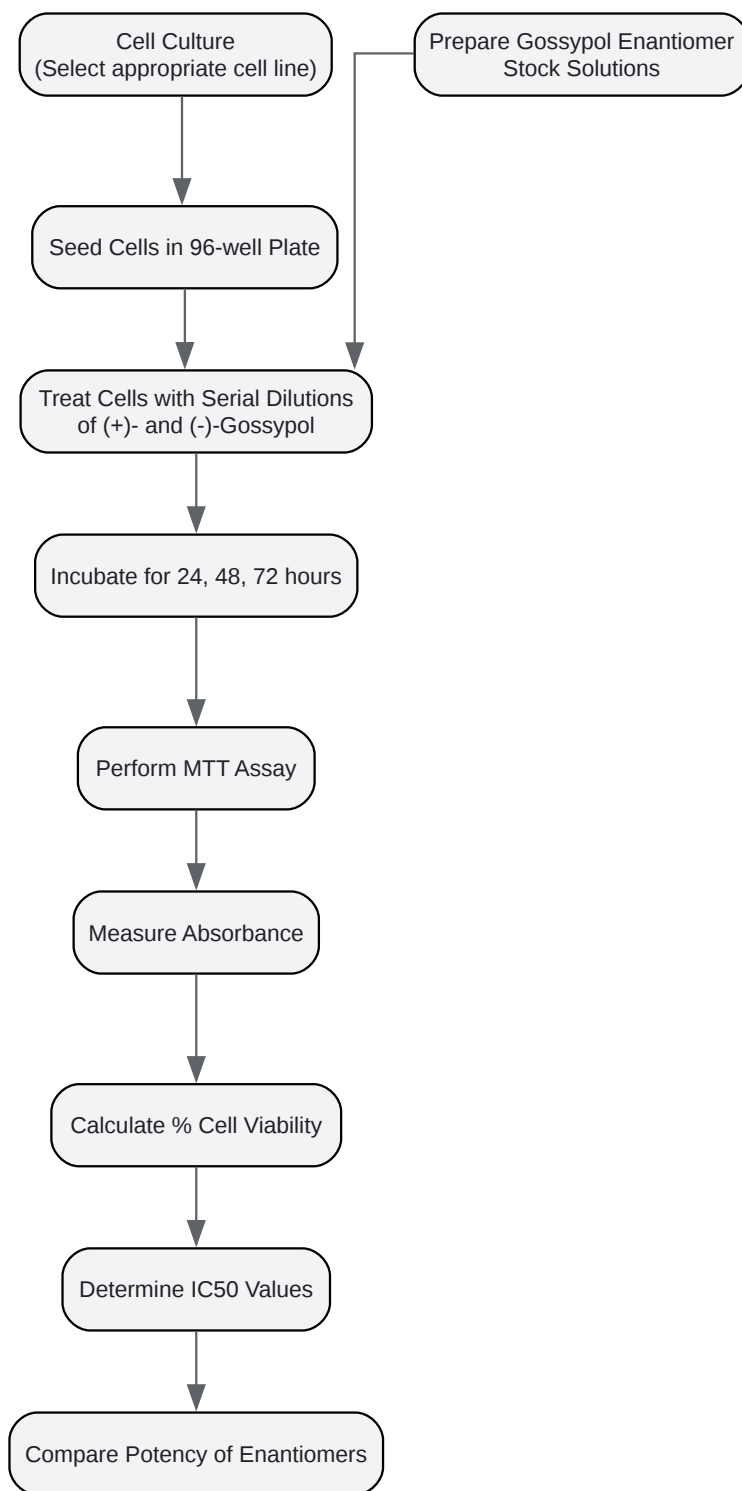 Cell Culture
(Select appropriate cell line)
Prepare Gossypol Enantiomer
Stock Solutions
Seed Cells in 96-well Plate
Treat Cells with Serial Dilutions
of (+)- and (-)-Gossypol
Incubate for 24, 48, 72 hours
Perform MTT Assay
Measure Absorbance
Calculate % Cell Viability
Determine IC50 Values
Compare Potency of Enantiomers